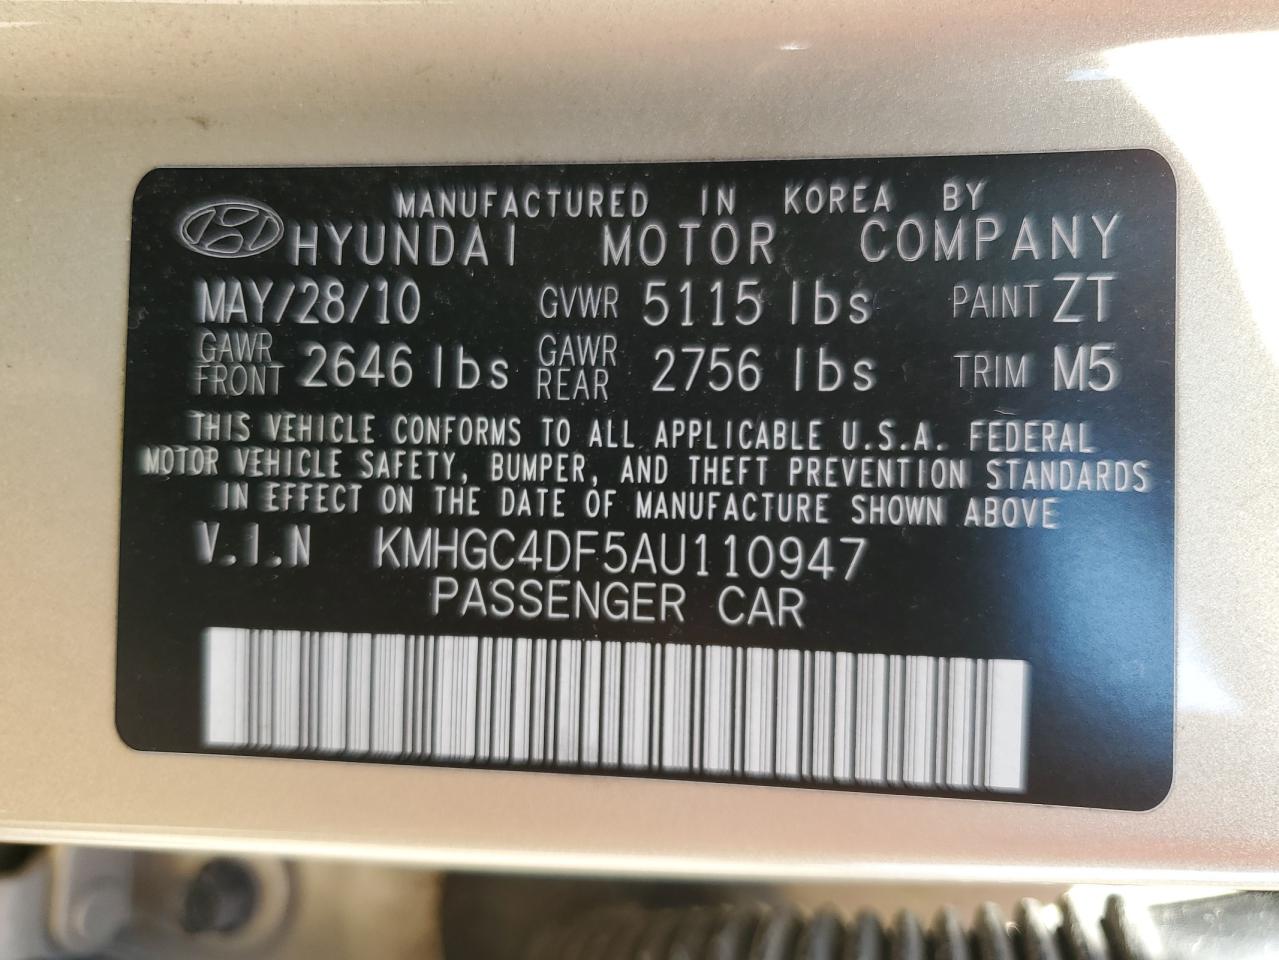 MANUFACTURED IN KOREA BY
HYUNDAI MOTOR COMPANY
MAY/28/10 GVWR 5115 lbs PAINT ZT
GAWR FRONT 2646 lbs GAWR REAR 2756 lbs TRIM M5
THIS VEHICLE CONFORMS TO ALL APPLICABLE U.S.A. FEDERAL
MOTOR VEHICLE SAFETY, BUMPER, AND THEFT PREVENTION STANDARDS
IN EFFECT ON THE DATE OF MANUFACTURE SHOWN ABOVE
V.I.N KMHGC4DF5AU110947
PASSENGER CAR